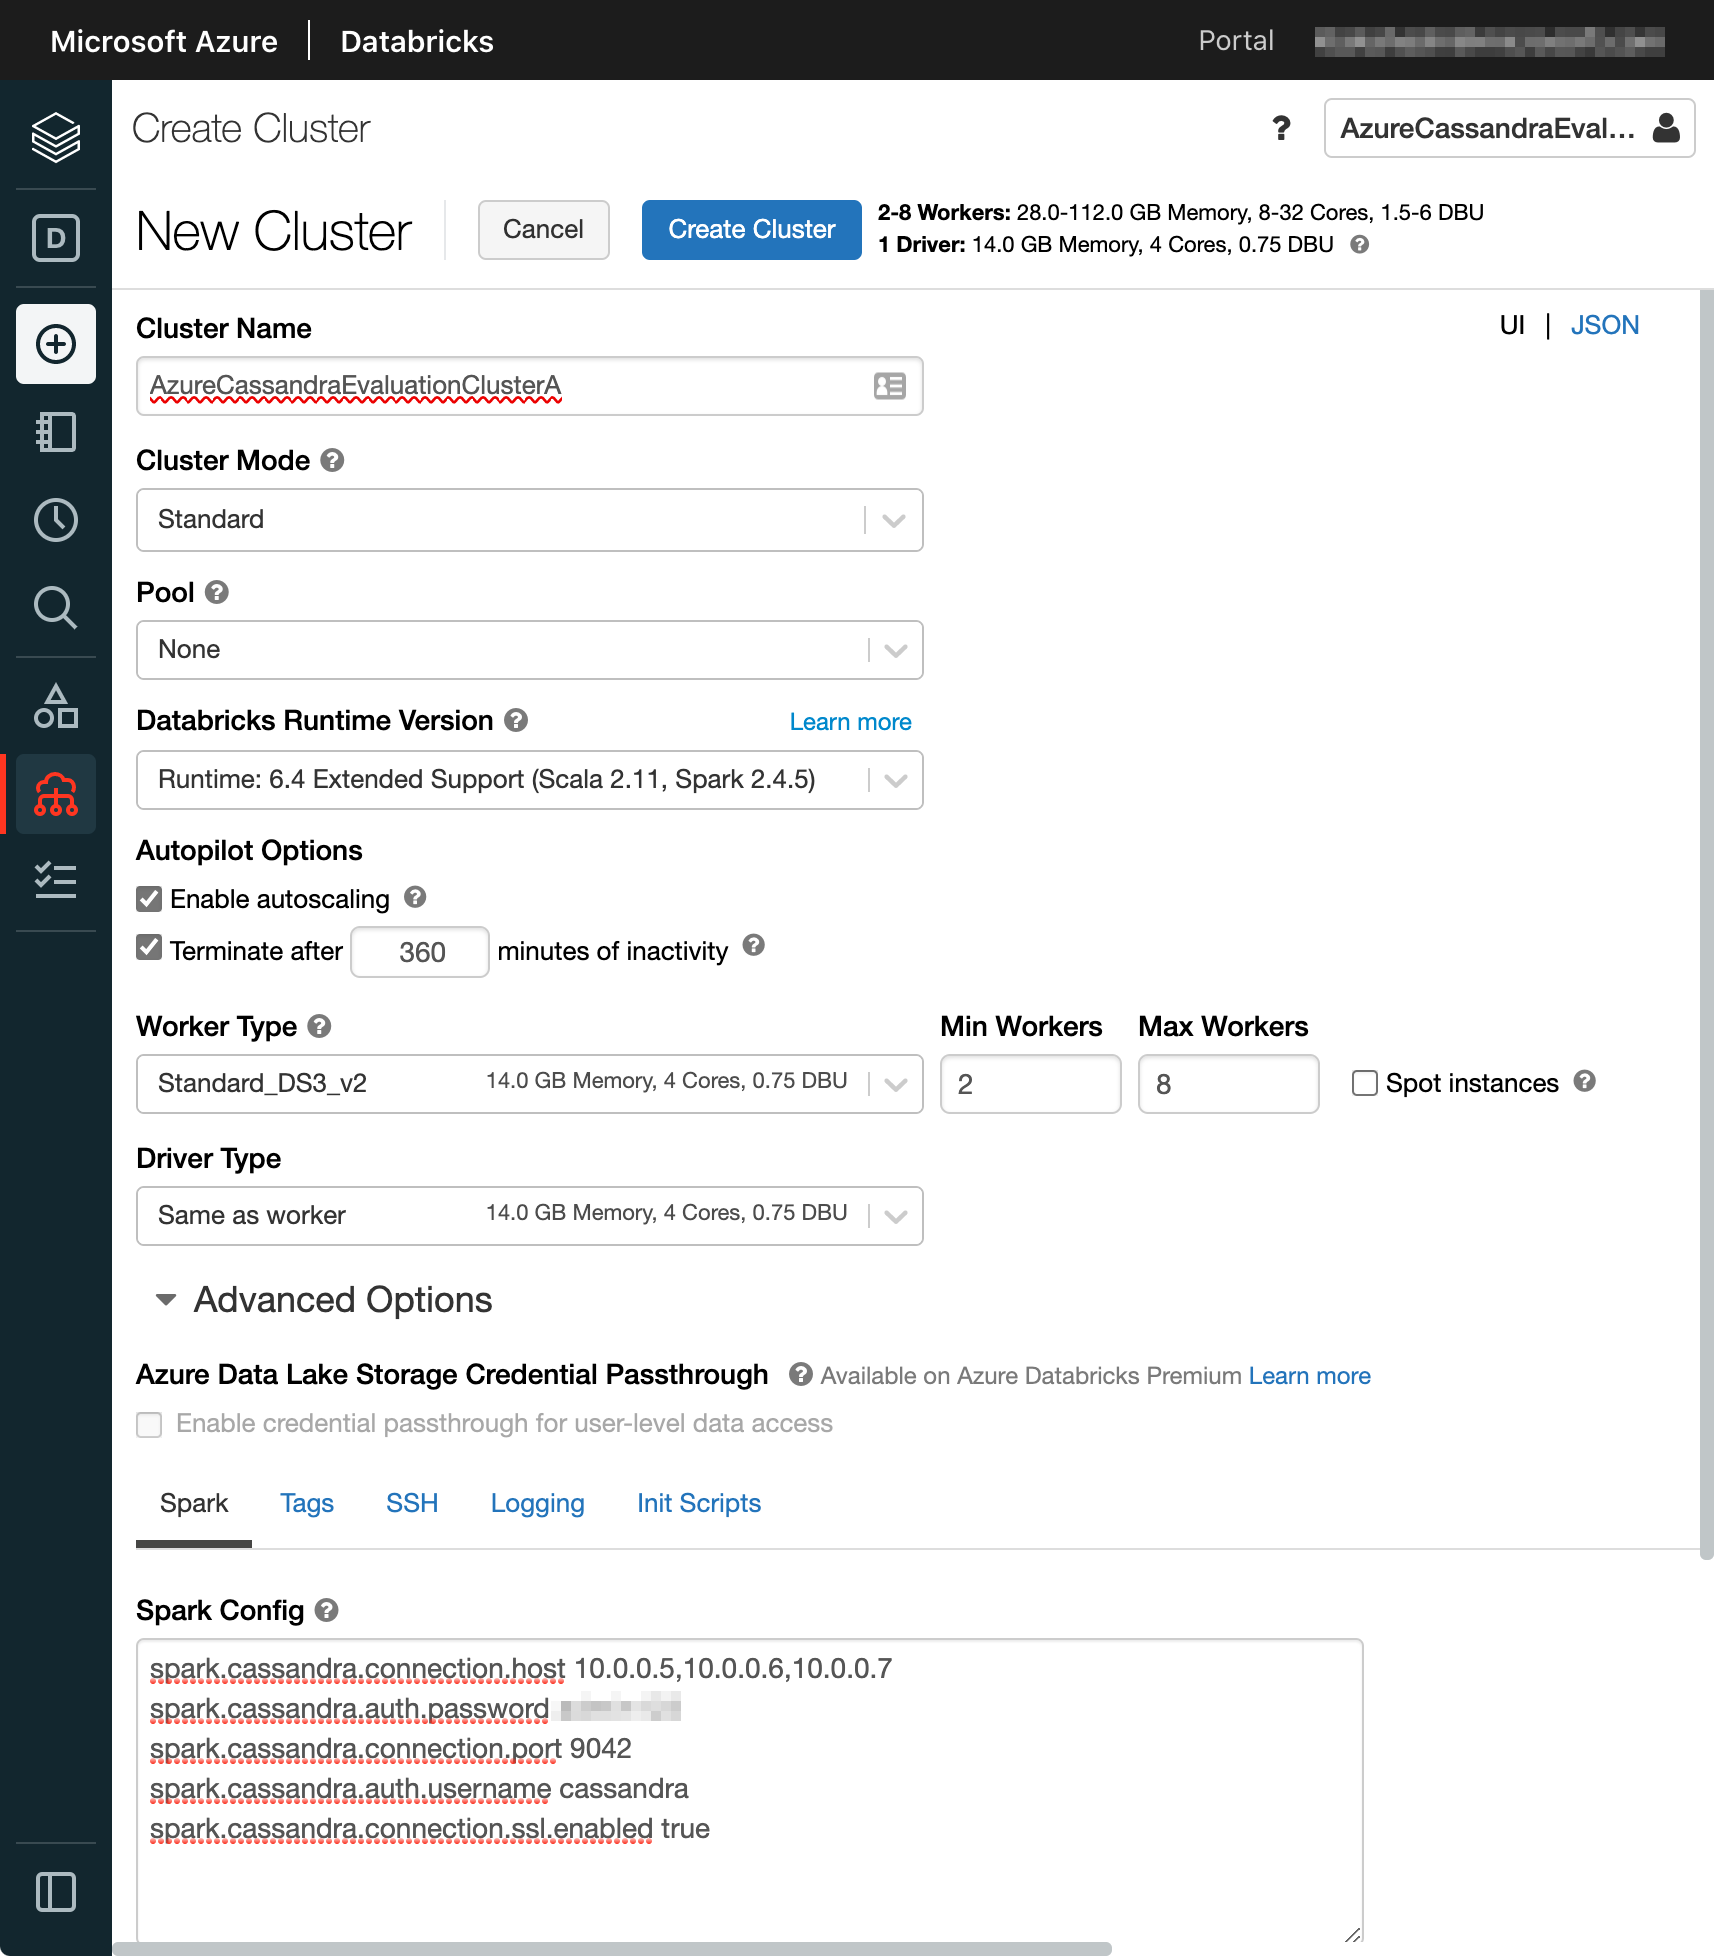 Microsoft Azure | Databricks
Portal
Create Cluster
? AzureCassandraEval...
New Cluster
Cancel
Create Cluster
2-8 Workers: 28.0-112.0 GB Memory, 8-32 Cores, 1.5-6 DBU
1 Driver: 14.0 GB Memory, 4 Cores, 0.75 DBU ?
D
UI | JSON
Cluster Name
AzureCassandraEvaluationClusterA
Cluster Mode ?
Standard
Pool ?
None
Databricks Runtime Version ? Learn more
Runtime: 6.4 Extended Support (Scala 2.11, Spark 2.4.5)
Autopilot Options
Enable autoscaling ?
Terminate after 360 minutes of inactivity ?
Worker Type ? Min Workers Max Workers
Standard_DS3_v2 14.0 GB Memory, 4 Cores, 0.75 DBU 2 8 Spot instances ?
Driver Type
Same as worker 14.0 GB Memory, 4 Cores, 0.75 DBU
Advanced Options
Azure Data Lake Storage Credential Passthrough ? Available on Azure Databricks Premium Learn more
Enable credential passthrough for user-level data access
Spark Tags SSH Logging Init Scripts
Spark Config ?
spark.cassandra.connection.host 10.0.0.5,10.0.0.6,10.0.0.7
spark.cassandra.auth.password
spark.cassandra.connection.port 9042
spark.cassandra.auth.username cassandra
spark.cassandra.connection.ssl.enabled true